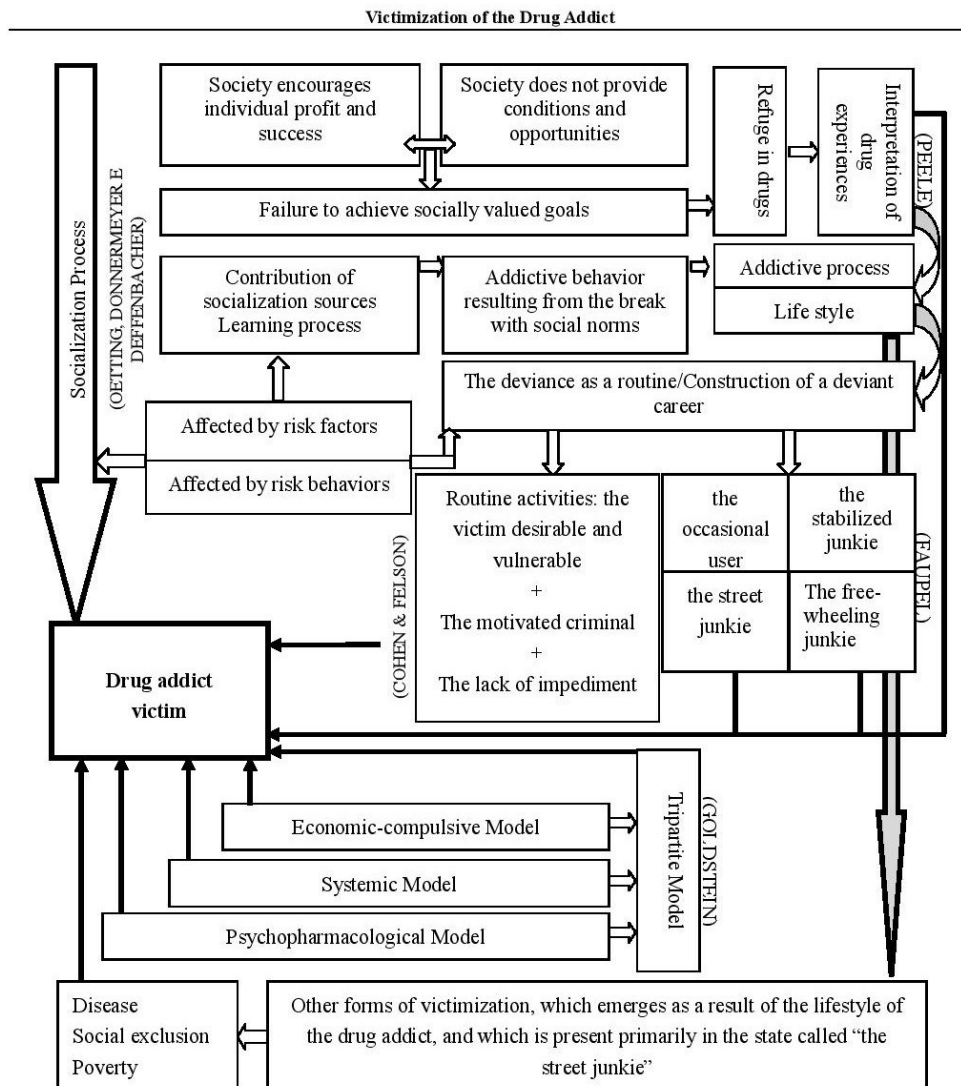 Victimization of the Drug Addict
Society encourages
individual profit and
success
Society does not provide
conditions and
opportunities
Refuge in drugs
Interpretation of
drug
experiences
(PEELE)
Failure to achieve socially valued goals
Socialization Process
(OETTING, DONNERMEYER E
DEFFENBACHER)
Contribution of
socialization sources
Learning process
Addictive behavior
resulting from the break
with social norms
Addictive process
Life style
The deviance as a routine/Construction of a deviant
career
Affected by risk factors
Affected by risk behaviors
Routine activities: the
victim desirable and
vulnerable
+
The motivated criminal
+
The lack of impediment
(COHEN & FELSON)
the
occasional
user
the
stabilized
junkie
the street
junkie
The free-
wheeling
junkie
(FAUPEL)
Drug addict
victim
Economic-compulsive Model
Systemic Model
Psychopharmacological Model
Tripartite Model
(GOLDSTEIN)
Disease
Social exclusion
Poverty
Other forms of victimization, which emerges as a result of the lifestyle of
the drug addict, and which is present primarily in the state called “the
street junkie”